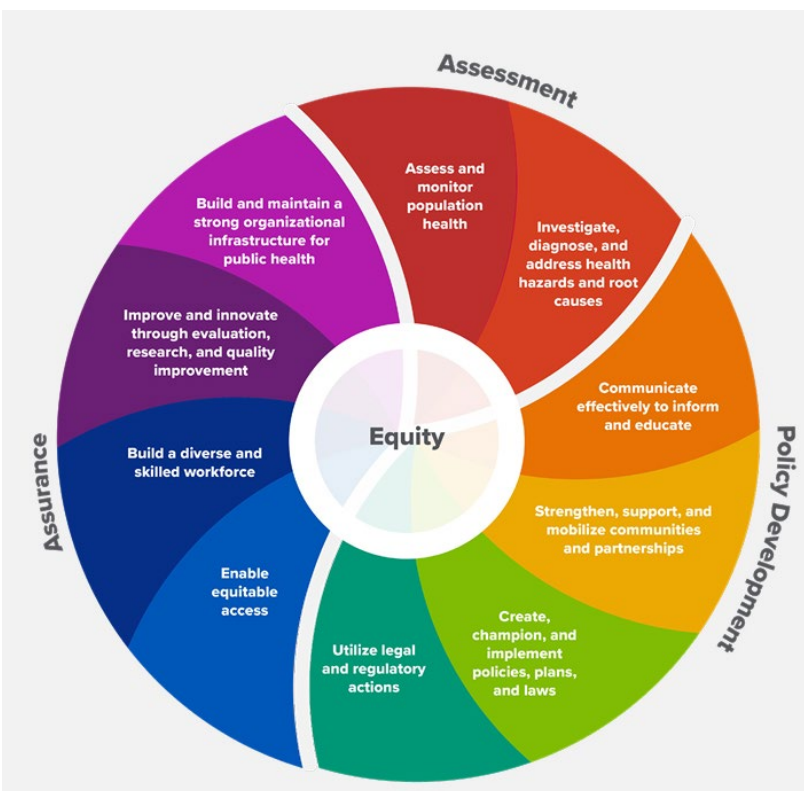 Assessment
Assess and
monitor
population
health
Investigate,
diagnose, and
address health
hazards and root
causes
Communicate
effectively to inform
and educate
Strengthen, support, and
mobilize communities
and partnerships
Policy Development
Create,
champion, and
implement
policies, plans,
and laws
Utilize legal
and regulatory
actions
Enable
equitable
access
Build a diverse and
skilled workforce
Assurance
Improve and innovate
through evaluation,
research, and quality
improvement
Build and maintain a
strong organizational
infrastructure for
public health
Equity